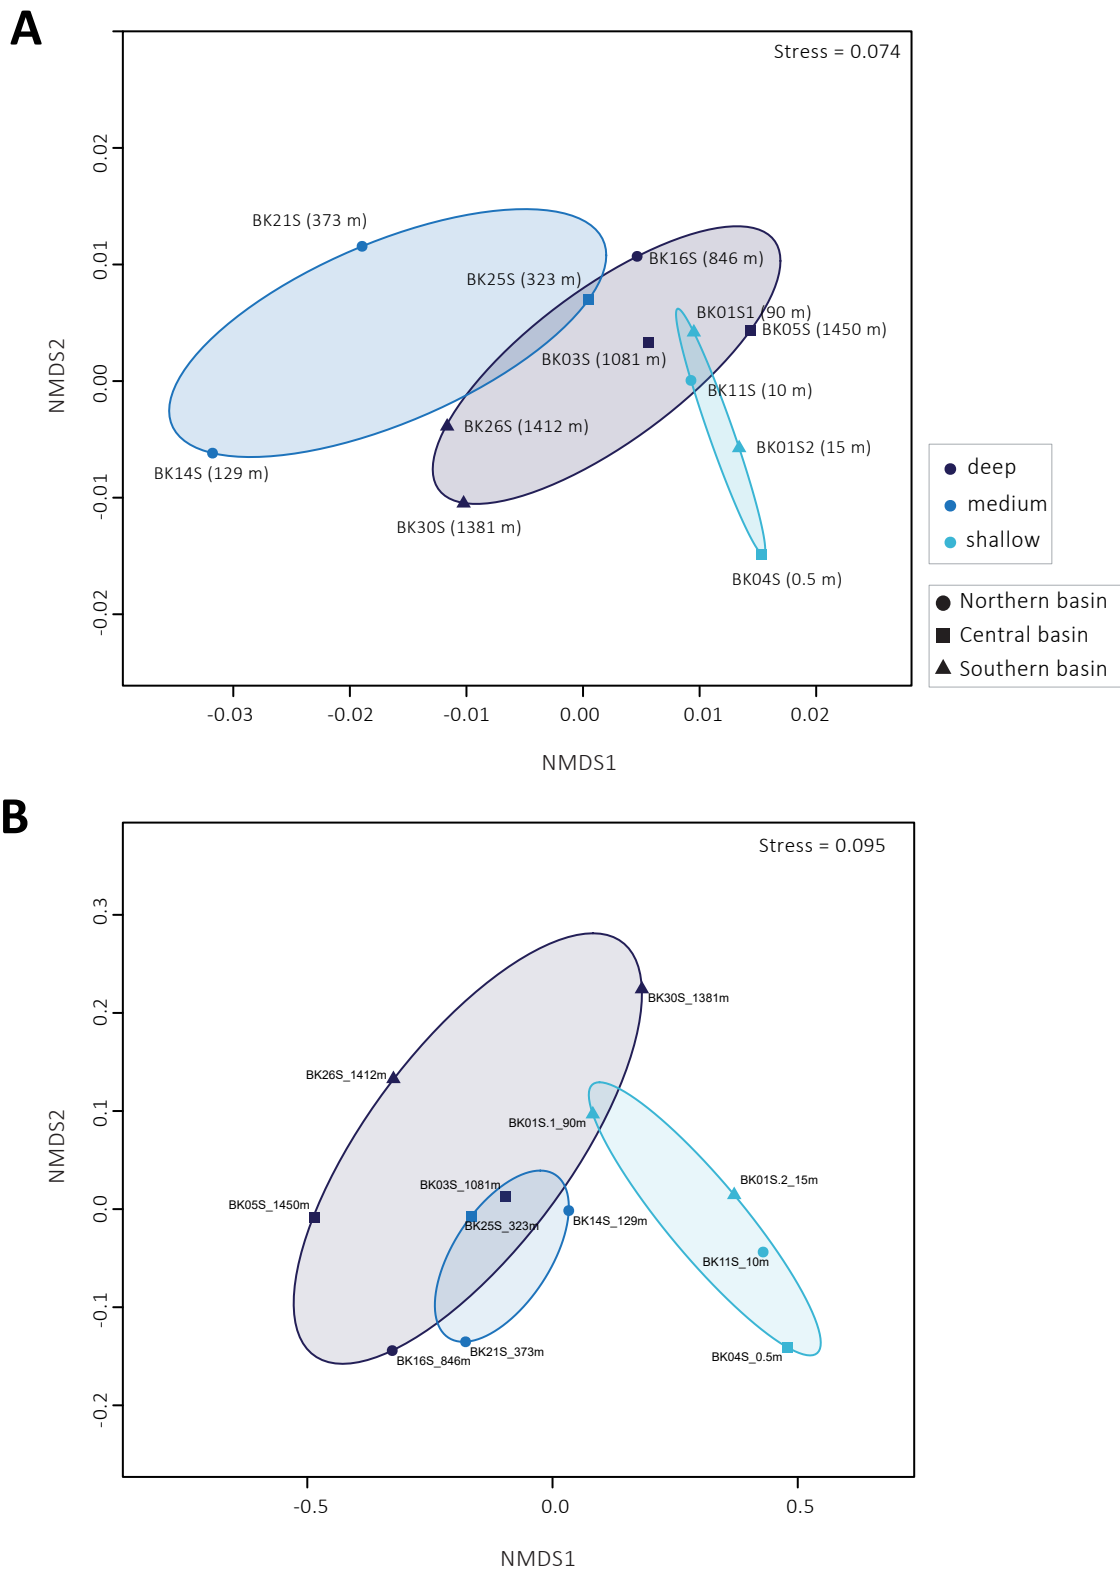 A
Stress = 0.074
0.02
BK21S (373 m)
0.01
BK16S (846 m)
BK25S (323 m)
BK01S1 (90 m)
BK05S (1450 m)
BK03S (1081 m)
NMDS2
0.00
BK11S (10 m)
BK26S (1412 m)
BK01S2 (15 m)
BK14S (129 m)
-0.01
BK30S (1381 m)
BK04S (0.5 m)
-0.02
-0.03 -0.02 -0.01 0.00 0.01 0.02
NMDS1
deep
medium
shallow
Northern basin
Central basin
Southern basin
B
Stress = 0.095
0.3
BK30S_1381m
0.2
BK26S_1412m
0.1
BK01S.1_90m
NMDS2
BK03S_1081m
BK01S.2_15m
BK05S_1450m
0.0
BK25S_323m
BK14S_129m
BK11S_10m
-0.1
BK16S_846m
BK21S_373m
BK04S_0.5m
-0.2
-0.5 0.0 0.5
NMDS1